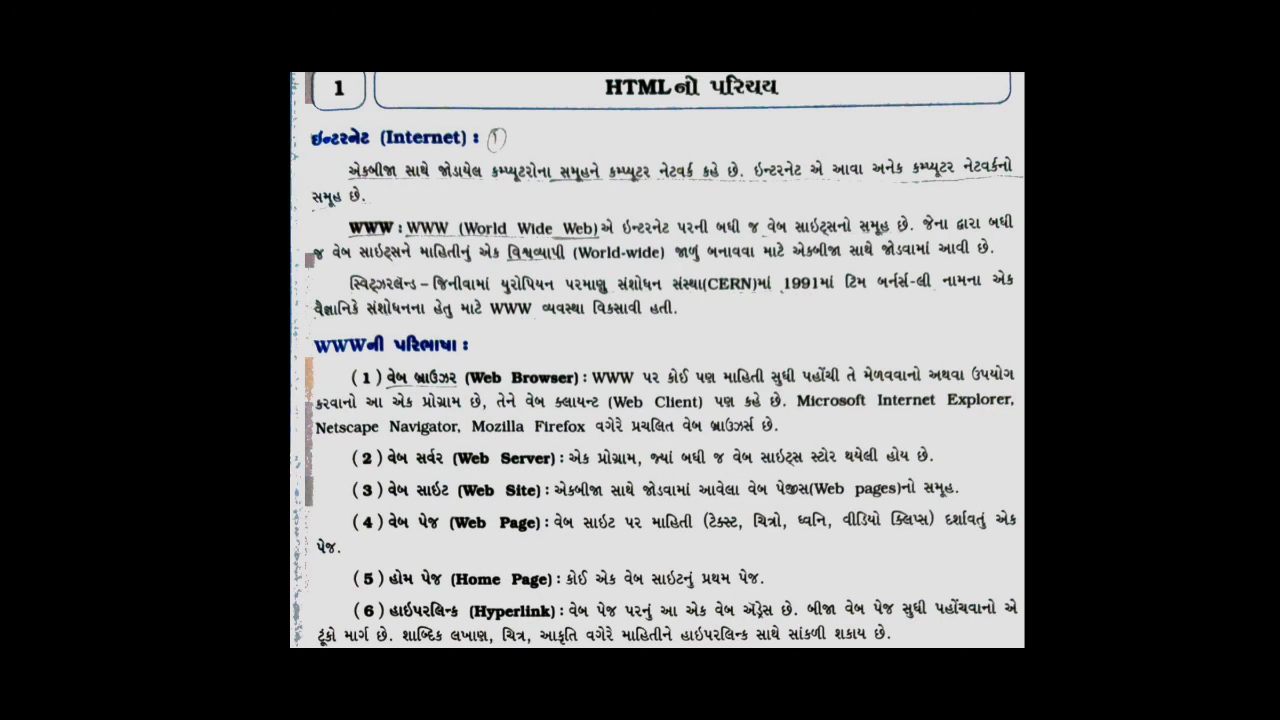 1
HTMLનો પરિચય
ઇન્ટરનેટ (Internet) : 1
એકબીજા સાથે જોડાયેલ કમ્પ્યૂટરોના સમૂહને કમ્પ્યૂટર નેટવર્ક કહે છે. ઇન્ટરનેટ એ આવા અનેક કમ્પ્યૂટર નેટવર્કનો
સમૂહ છે.
WWW : WWW (World Wide Web) એ ઇન્ટરનેટ પરની બધી જ વેબ સાઇટ્સનો સમૂહ છે. જેના દ્વારા બધી
જ વેબ સાઇટ્સને માહિતીનું એક વિશ્વવ્યાપી (World-wide) જાળું બનાવવા માટે એકબીજા સાથે જોડવામાં આવી છે.
સ્વિટ્ઝરલૅન્ડ – જિનીવામાં યુરોપિયન પરમાણુ સંશોધન સંસ્થા(CERN)માં 1991માં ટિમ બર્નર્સ-લી નામના એક
વૈજ્ઞાનિકે સંશોધનના હેતુ માટે WWW વ્યવસ્થા વિકસાવી હતી.
WWWની પરિભાષા :
(1) વેબ બ્રાઉઝર (Web Browser) : WWW પર કોઈ પણ માહિતી સુધી પહોંચી તે મેળવવાનો અથવા ઉપયોગ
કરવાનો આ એક પ્રોગ્રામ છે, તેને વેબ ક્લાયન્ટ (Web Client) પણ કહે છે. Microsoft Internet Explorer,
Netscape Navigator, Mozilla Firefox વગેરે પ્રચલિત વેબ બ્રાઉઝર્સ છે.
(2) વેબ સર્વર (Web Server) : એક પ્રોગ્રામ, જ્યાં બધી જ વેબ સાઇટ્સ સ્ટોર થયેલી હોય છે.
(3) વેબ સાઇટ (Web Site) : એકબીજા સાથે જોડવામાં આવેલા વેબ પેજીસ(Web pages)નો સમૂહ.
(4) વેબ પેજ (Web Page) : વેબ સાઇટ પર માહિતી (ટેક્સ્ટ, ચિત્રો, ધ્વનિ, વીડિયો ક્લિપ્સ) દર્શાવતું એક
પેજ.
(5) હોમ પેજ (Home Page) : કોઈ એક વેબ સાઇટનું પ્રથમ પેજ.
(6) હાઇપરલિન્ક (Hyperlink) : વેબ પેજ પરનું આ એક વેબ ઍડ્રેસ છે. બીજા વેબ પેજ સુધી પહોંચવાનો એ
ટૂંકો માર્ગ છે. શાબ્દિક લખાણ, ચિત્ર, આકૃતિ વગેરે માહિતીને હાઇપરલિન્ક સાથે સાંકળી શકાય છે.